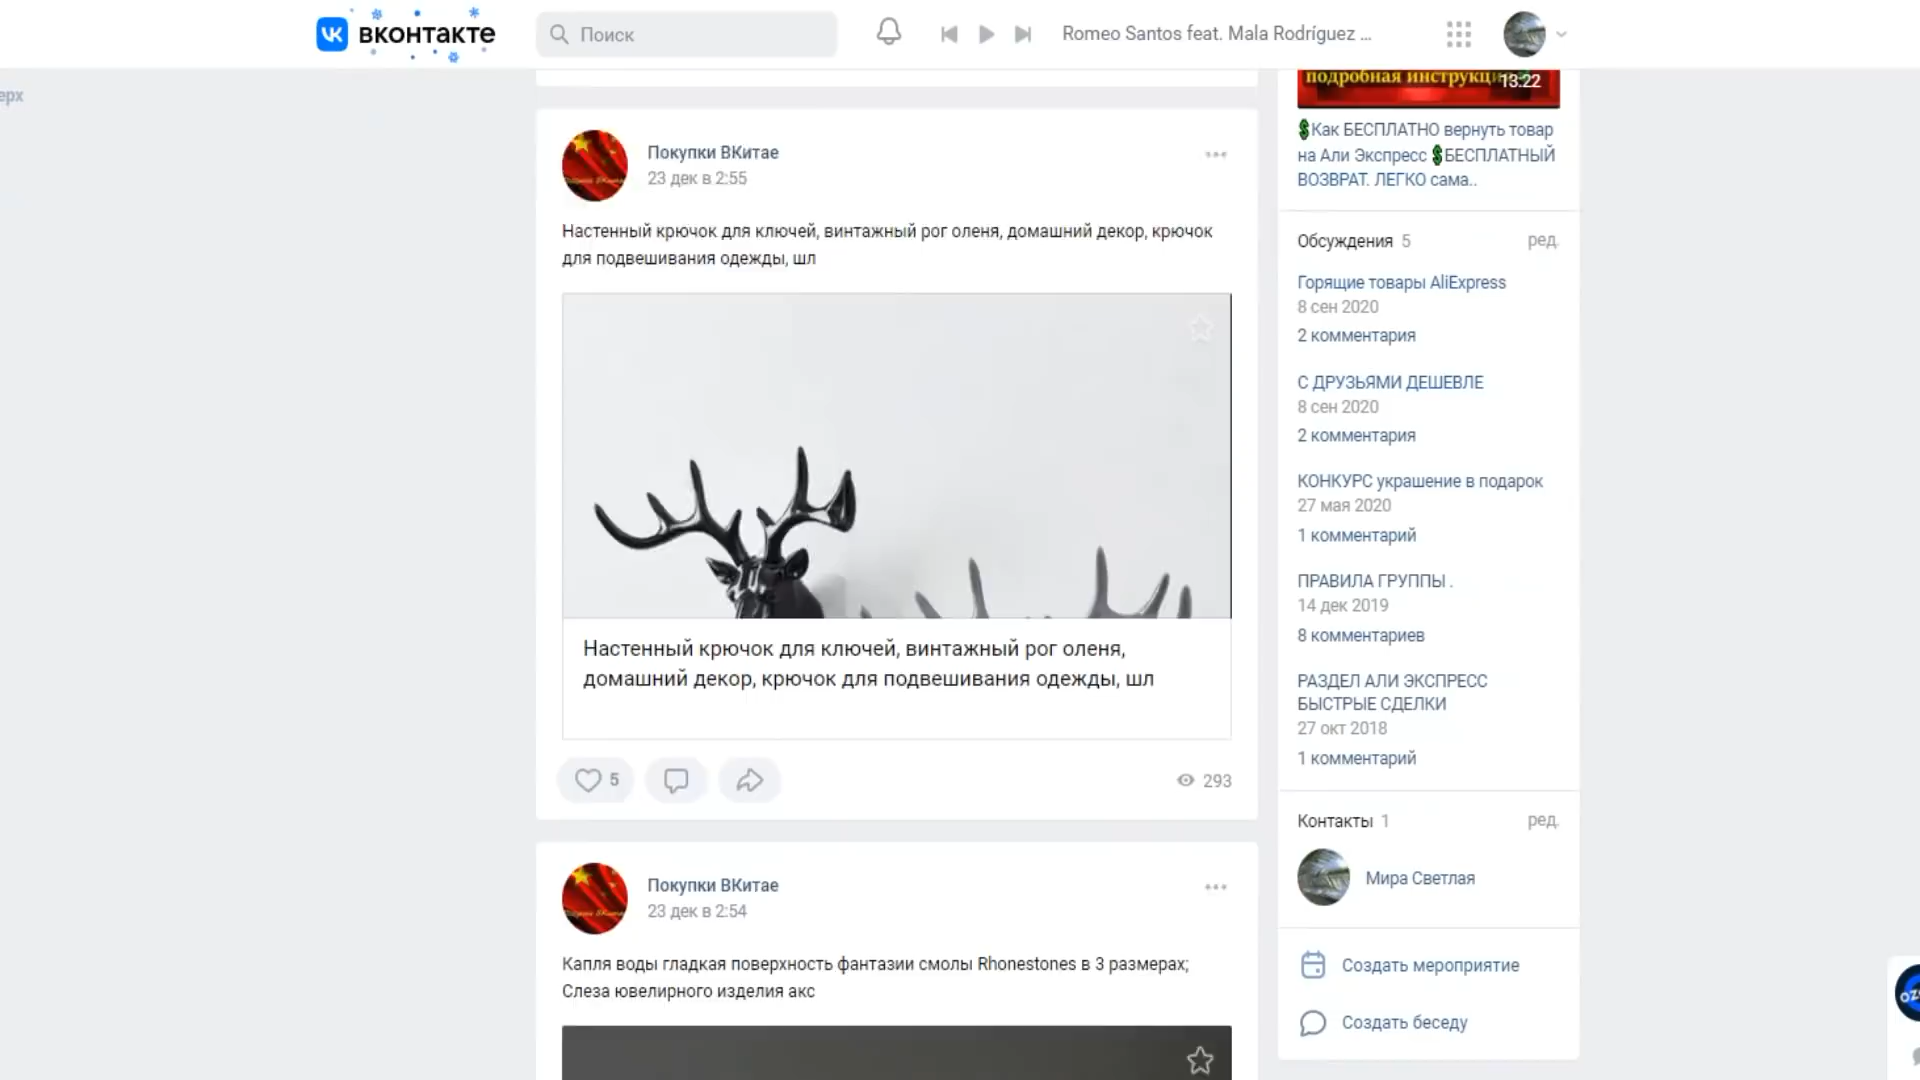 вконтакте
Поиск
Romeo Santos feat. Mala Rodríguez ...
ерх
Покупки ВКитае
23 дек в 2:55
Настенный крючок для ключей, винтажный рог оленя, домашний декор, крючок
для подвешивания одежды, шл
Настенный крючок для ключей, винтажный рог оленя,
домашний декор, крючок для подвешивания одежды, шл
5
293
Покупки ВКитае
23 дек в 2:54
Капля воды гладкая поверхность фантазии смолы Rhonestones в 3 размерах;
Слеза ювелирного изделия акс
подробная инструкция
13:22
Как БЕСПЛАТНО вернуть товар
на Али Экспресс БЕСПЛАТНЫЙ
ВОЗВРАТ. ЛЕГКО сама..
Обсуждения 5 ред.
Горящие товары AliExpress
8 сен 2020
2 комментария
С ДРУЗЬЯМИ ДЕШЕВЛЕ
8 сен 2020
2 комментария
КОНКУРС украшение в подарок
27 мая 2020
1 комментарий
ПРАВИЛА ГРУППЫ .
14 дек 2019
8 комментариев
РАЗДЕЛ АЛИ ЭКСПРЕСС
БЫСТРЫЕ СДЕЛКИ
27 окт 2018
1 комментарий
Контакты 1 ред.
Мира Светлая
Создать мероприятие
Создать беседу